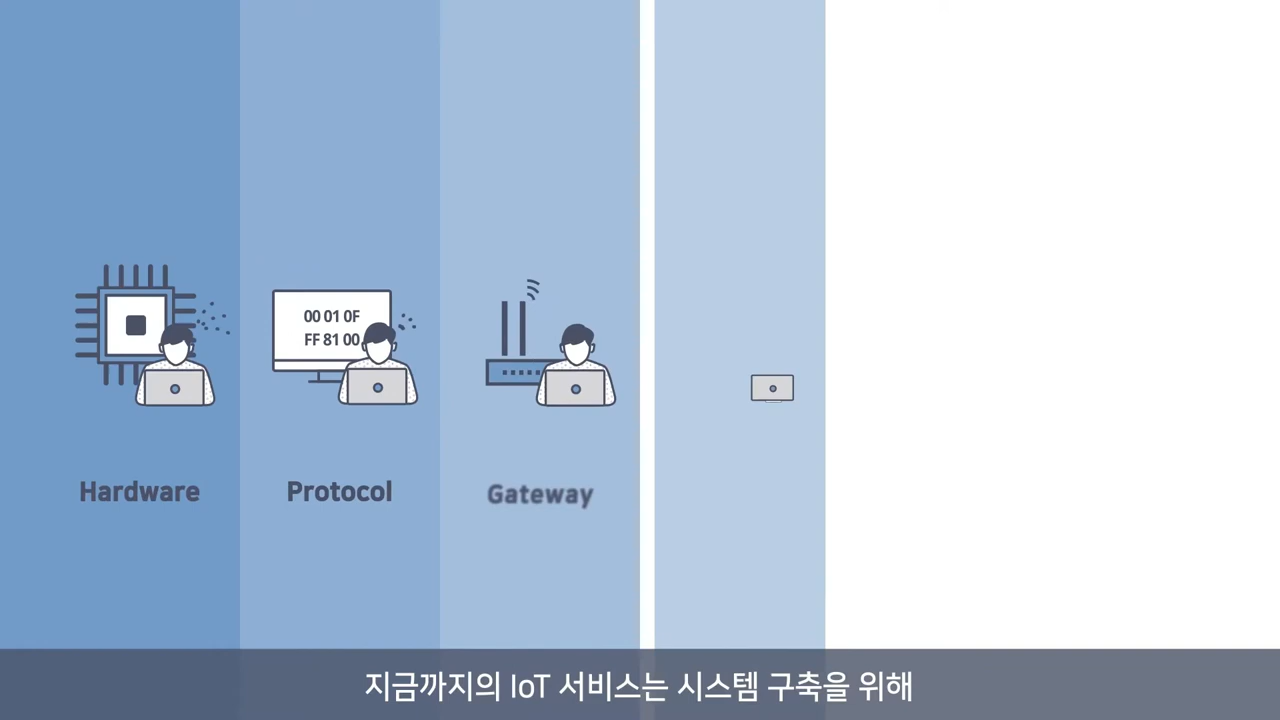 00 01 0F
FF 81 00
Hardware
Protocol
Gateway
지금까지의 IoT 서비스는 시스템 구축을 위해